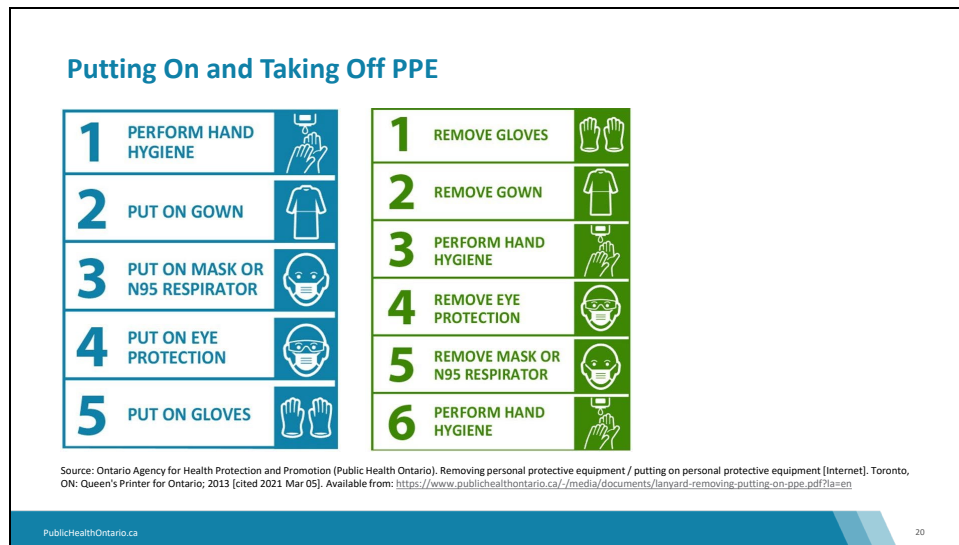 Putting On and Taking Off PPE
1
PERFORM HAND
HYGIENE
2
PUT ON GOWN
3
PUT ON MASK OR
N95 RESPIRATOR
4
PUT ON EYE
PROTECTION
5
PUT ON GLOVES
1
REMOVE GLOVES
2
REMOVE GOWN
3
PERFORM HAND
HYGIENE
4
REMOVE EYE
PROTECTION
5
REMOVE MASK OR
N95 RESPIRATOR
6
PERFORM HAND
HYGIENE
Source: Ontario Agency for Health Protection and Promotion (Public Health Ontario). Removing personal protective equipment / putting on personal protective equipment [Internet]. Toronto,
ON: Queen's Printer for Ontario; 2013 [cited 2021 Mar 05]. Available from: https://www.publichealthontario.ca/-/media/documents/lanyard-removing-putting-on-ppe.pdf?la=en
PublicHealthOntario.ca
20